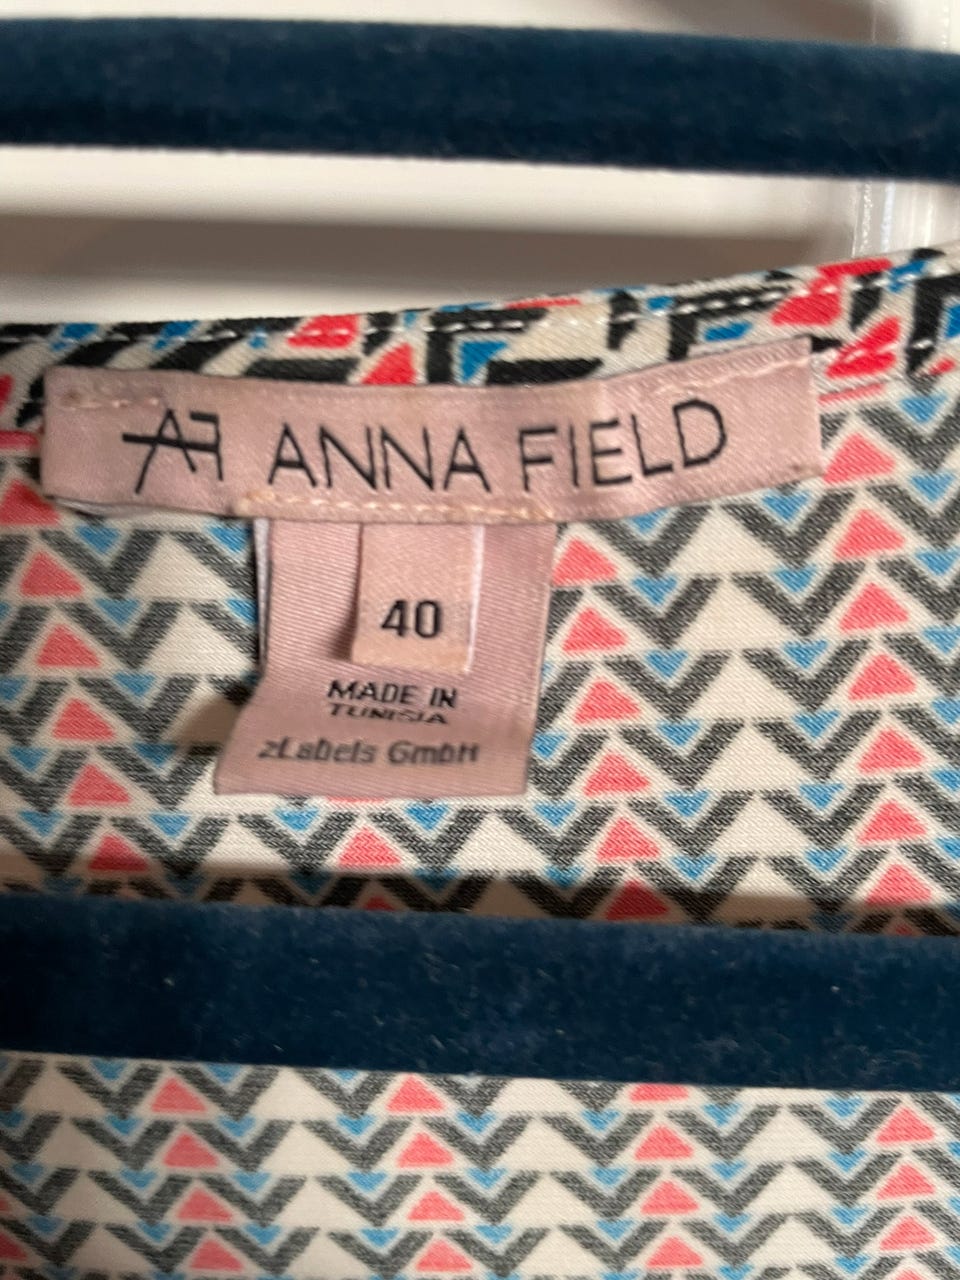 AF ANNA FIELD
40
MADE IN
TUNISIA
zLabels GmbH